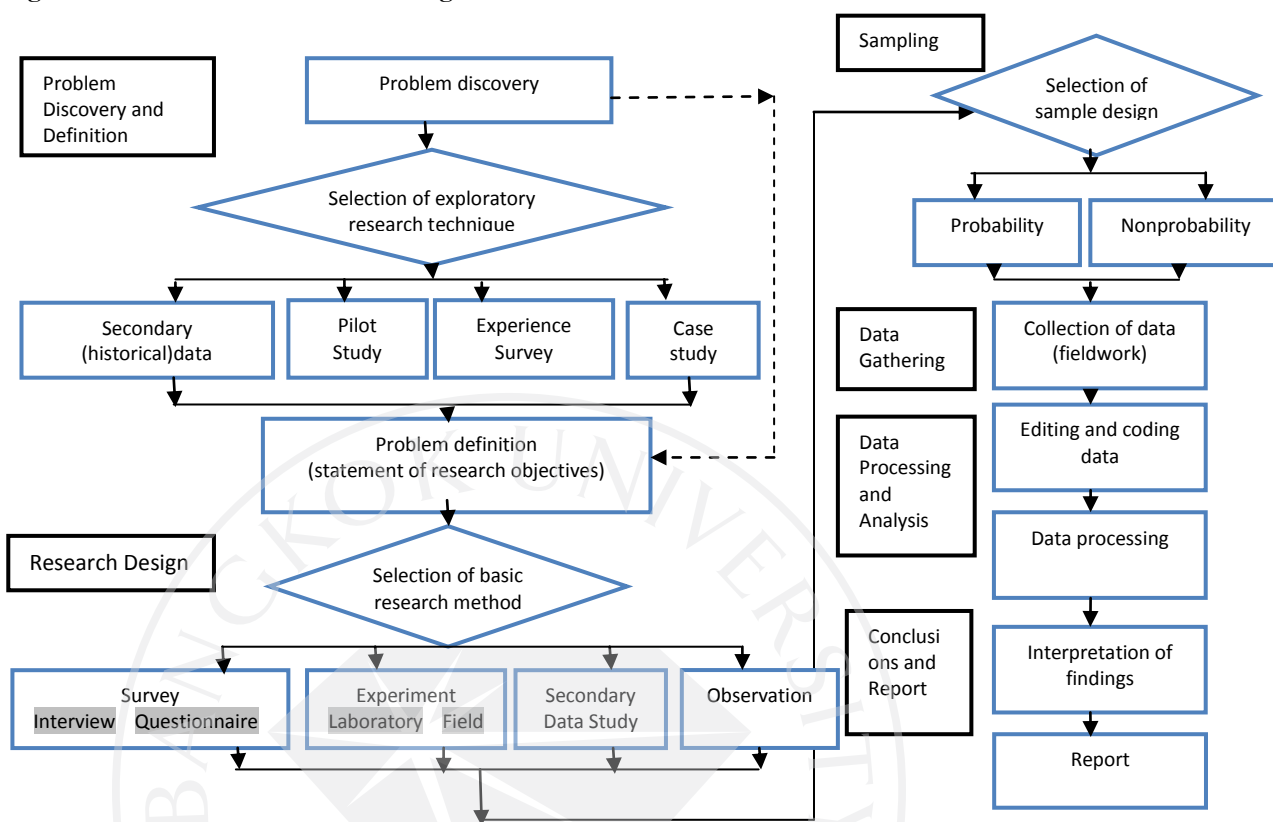 Problem
Discovery and
Definition
Problem discovery
Selection of exploratory
research technique
Secondary
(historical)data
Pilot
Study
Experience
Survey
Case
study
Problem definition
(statement of research objectives)
Research Design
Selection of basic
research method
Survey
Interview Questionnaire
Experiment
Laboratory Field
Secondary
Data Study
Observation
Sampling
Selection of
sample design
Probability
Nonprobability
Data
Gathering
Collection of data
(fieldwork)
Data
Processing
and
Analysis
Editing and coding
data
Data processing
Conclusi
ons and
Report
Interpretation of
findings
Report
BANGKOK UNIVERSITY